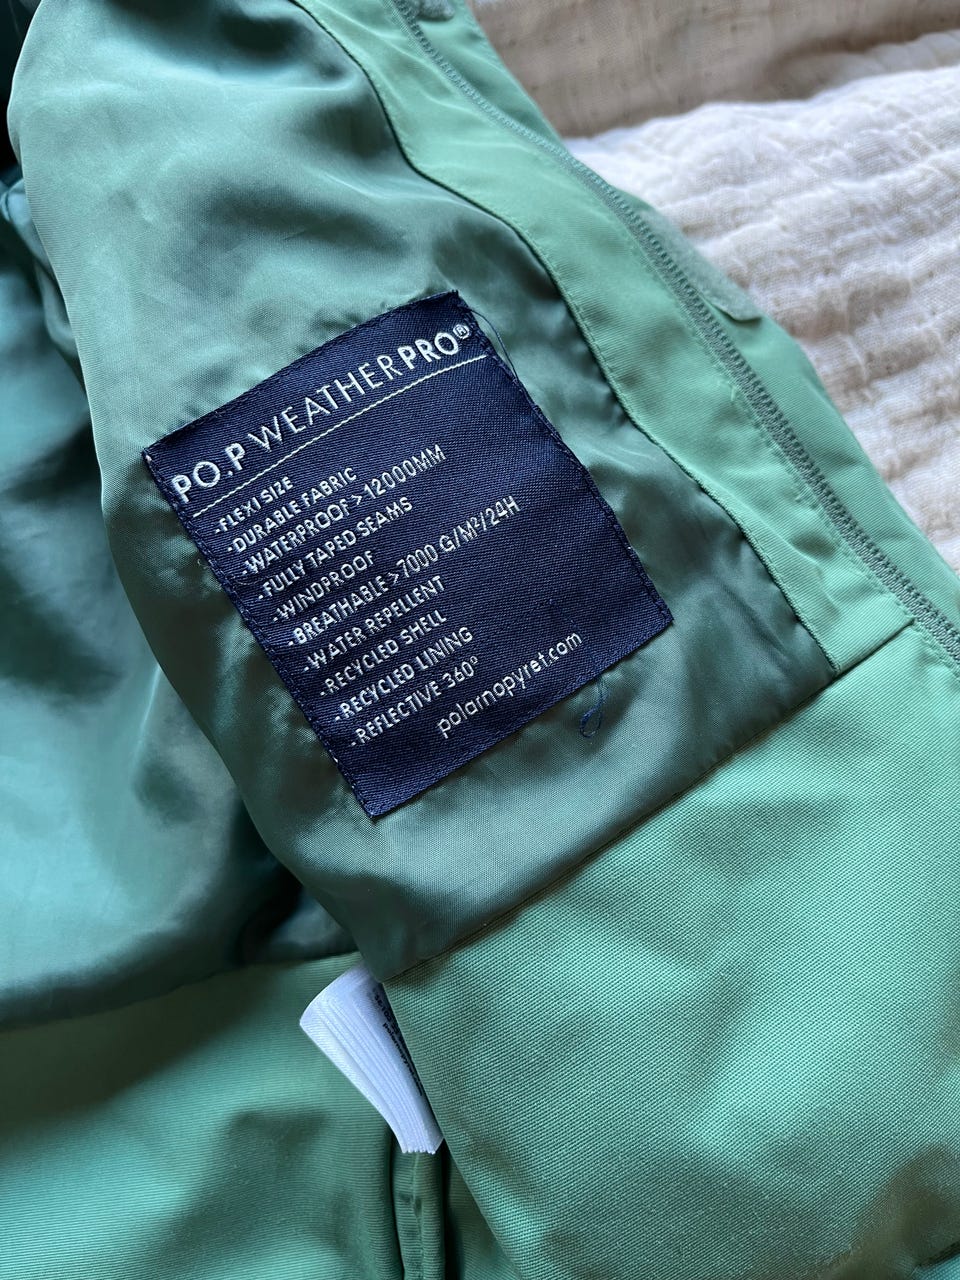 PO.P WEATHERPRO®
-FLEXI SIZE
-DURABLE FABRIC
-WATERPROOF >12000MM
-FULLY TAPED SEAMS
-WINDPROOF
-BREATHABLE >7000 G/M²/24H
-WATER REPELLENT
-RECYCLED SHELL
-RECYCLED LINING
-REFLECTIVE 360°
polarnopyret.com